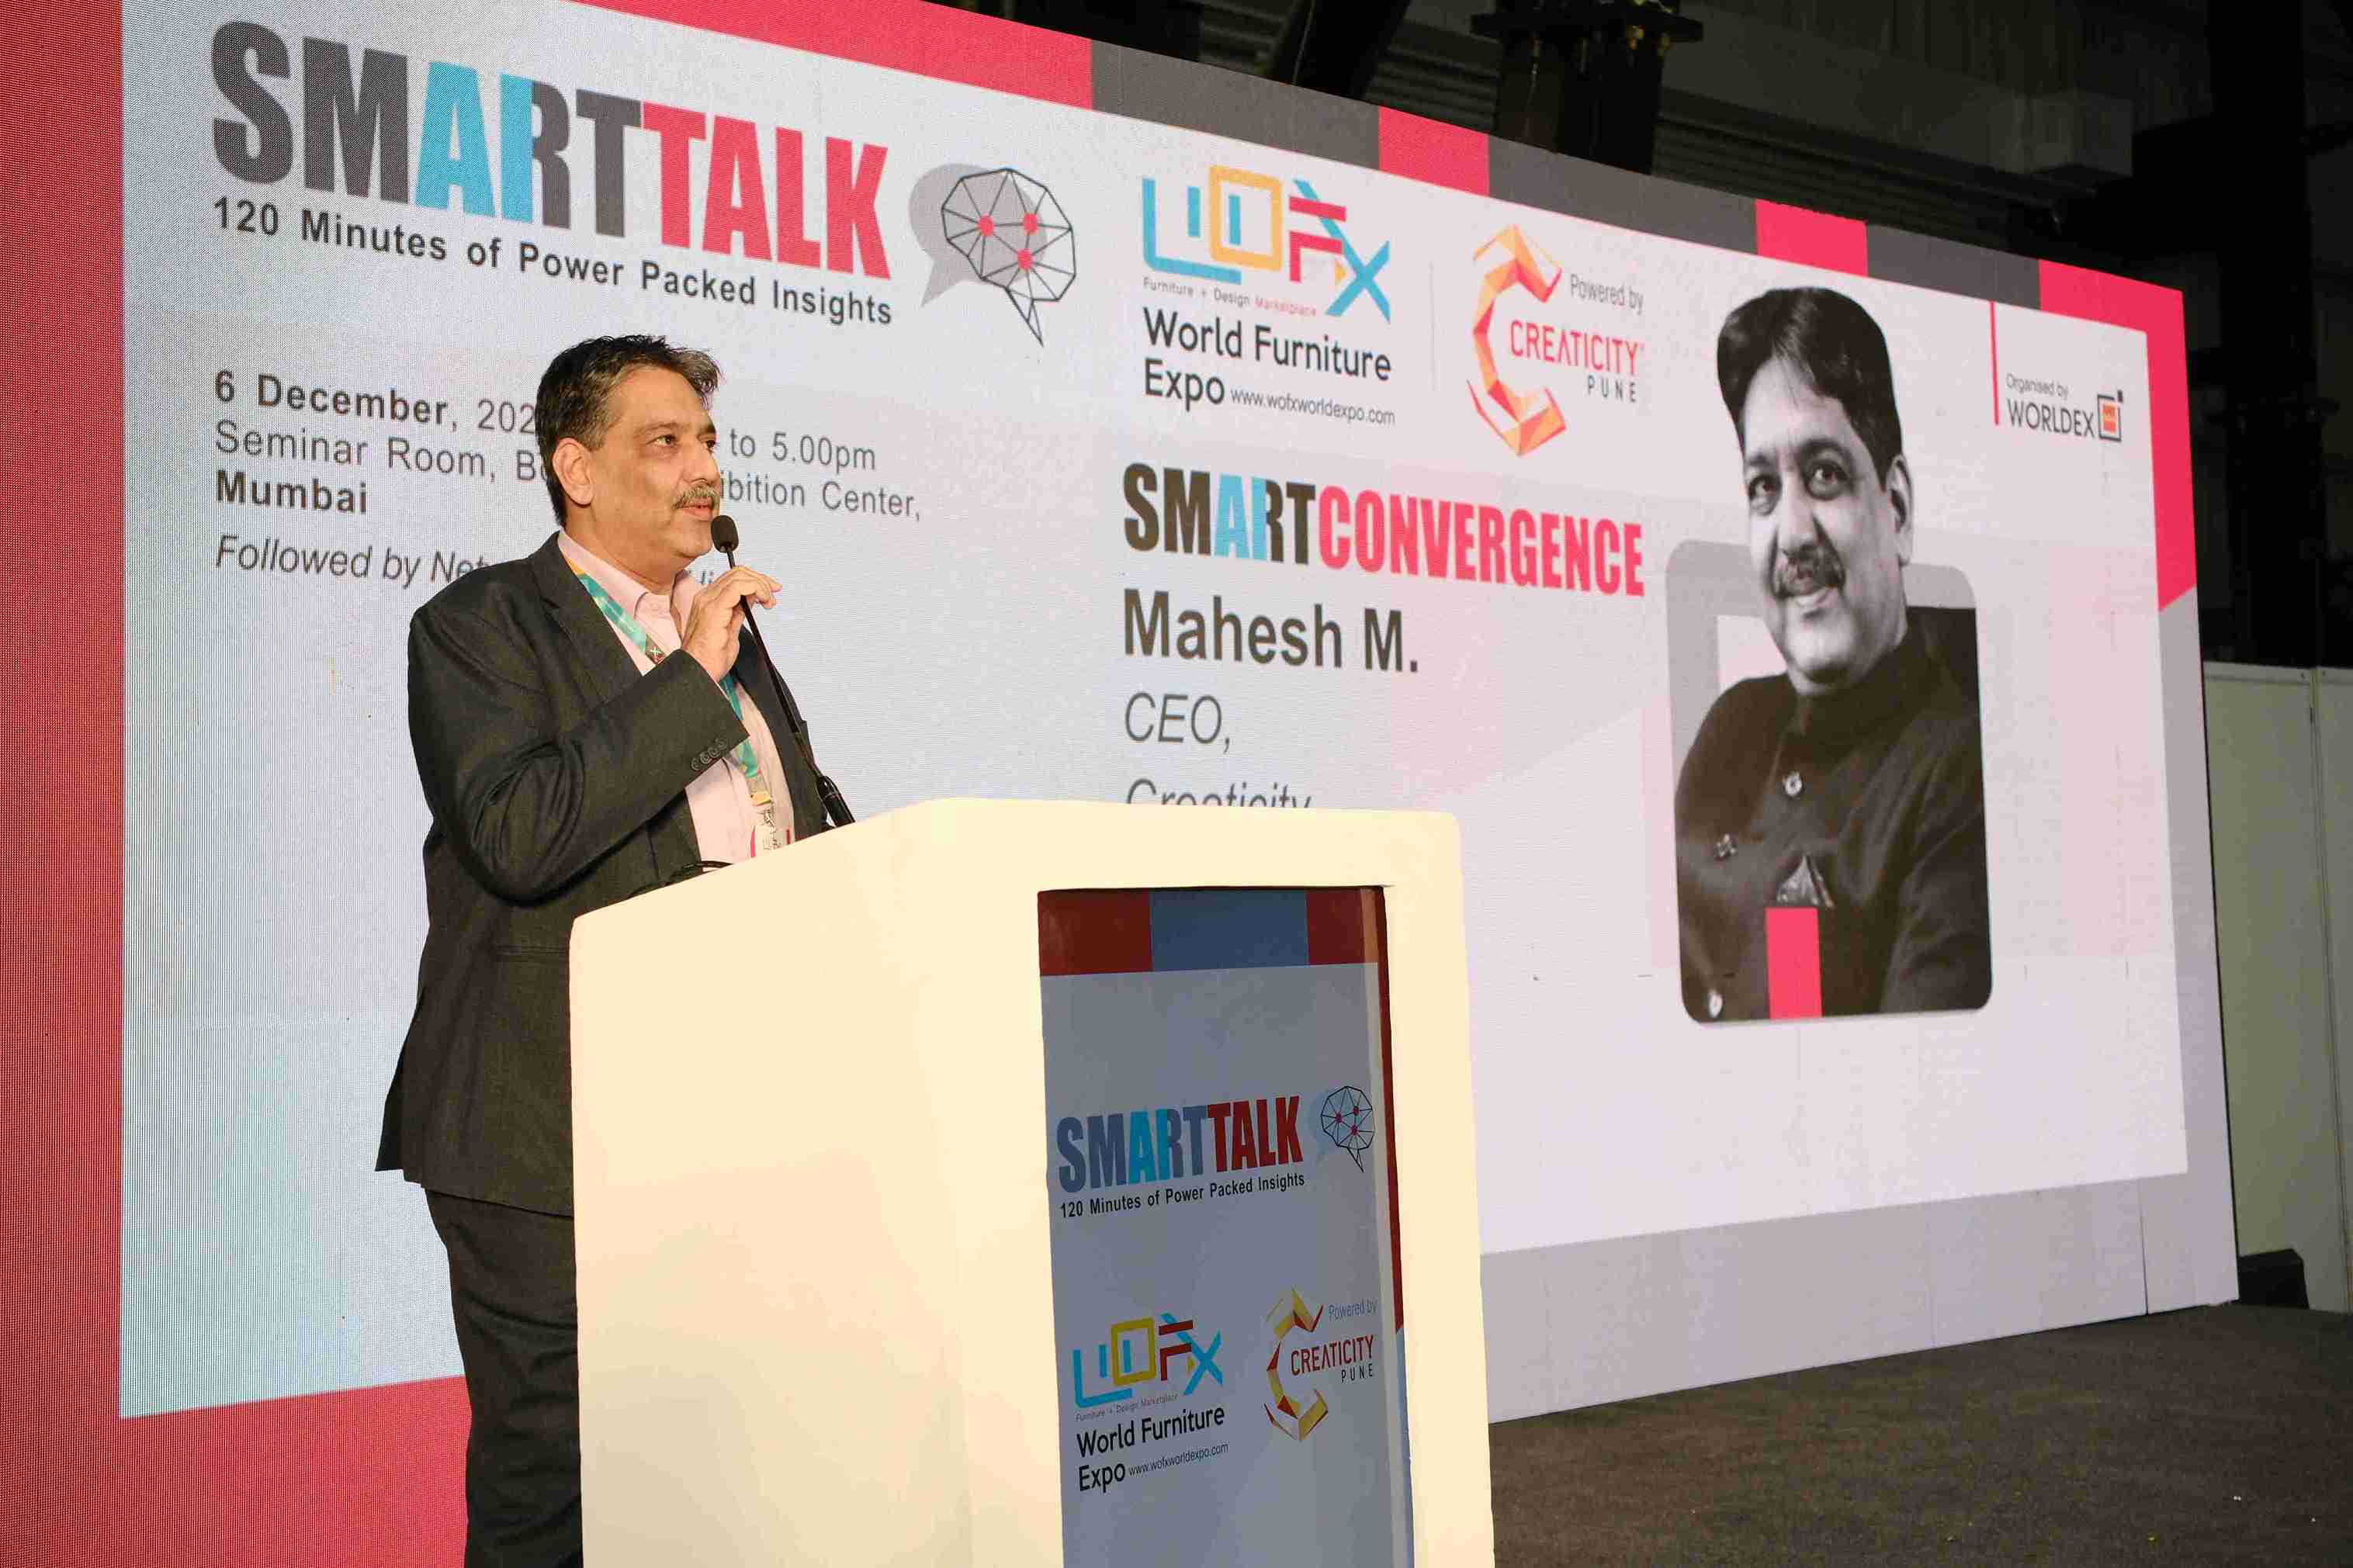 SMARTTALK
120 Minutes of Power Packed Insights
6 December, 202 to 5.00pm
Seminar Room, Center,
Mumbai
Followed by
WOFX
Furniture + Design Marketplace
World Furniture
Expo www.wofxworldexpo.com
Powered by
CREATICITY
PUNE
Organised by
WORLDEX
SMARTCONVERGENCE
Mahesh M.
CEO,
Creaticity
SMARTTALK
120 Minutes of Power Packed Insights
WOFX
Furniture + Design Marketplace
World Furniture
Expo www.wofxworldexpo.com
Powered by
CREATICITY
PUNE